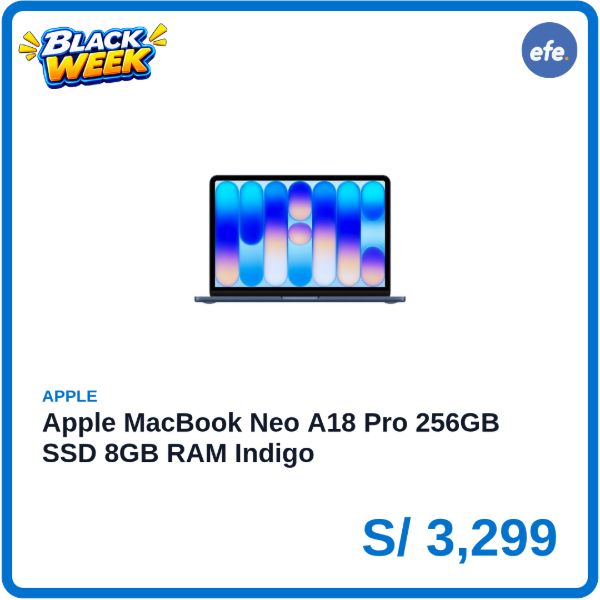 BLACK
WEEK
efe.
APPLE
Apple MacBook Neo A18 Pro 256GB
SSD 8GB RAM Indigo
S/ 3,299